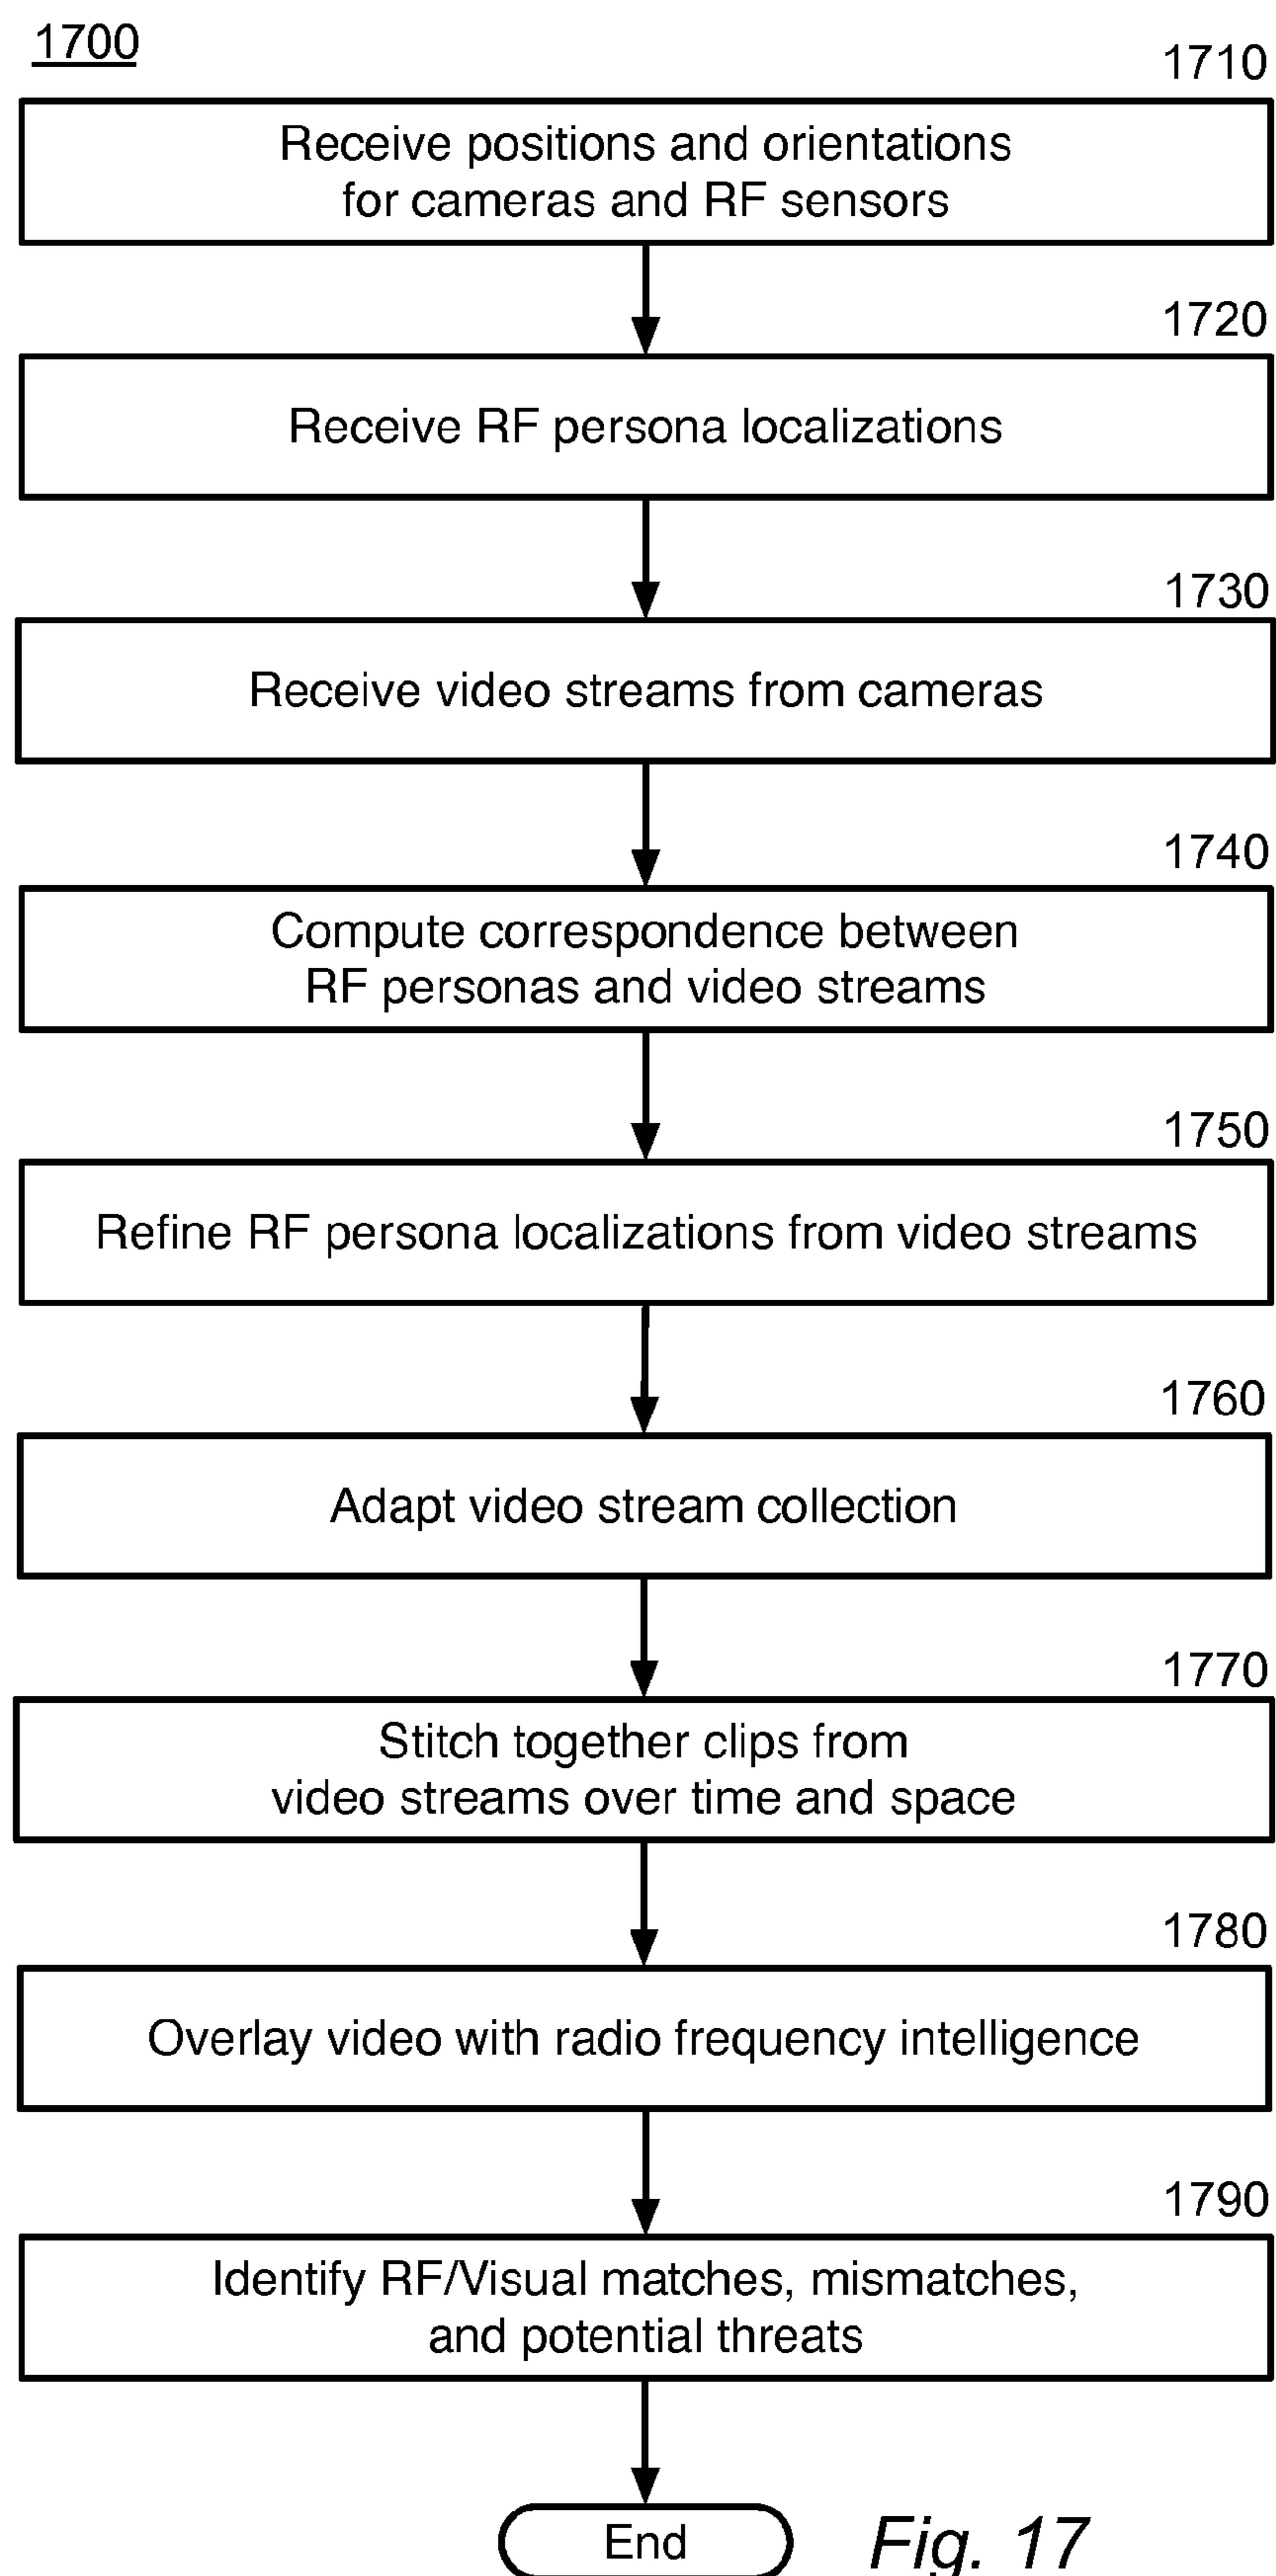 1700
1710
Receive positions and orientations
for cameras and RF sensors
1720
Receive RF persona localizations
1730
Receive video streams from cameras
1740
Compute correspondence between
RF personas and video streams
1750
Refine RF persona localizations from video streams
1760
Adapt video stream collection
1770
Stitch together clips from
video streams over time and space
1780
Overlay video with radio frequency intelligence
1790
Identify RF/Visual matches, mismatches,
and potential threats
End
Fig. 17